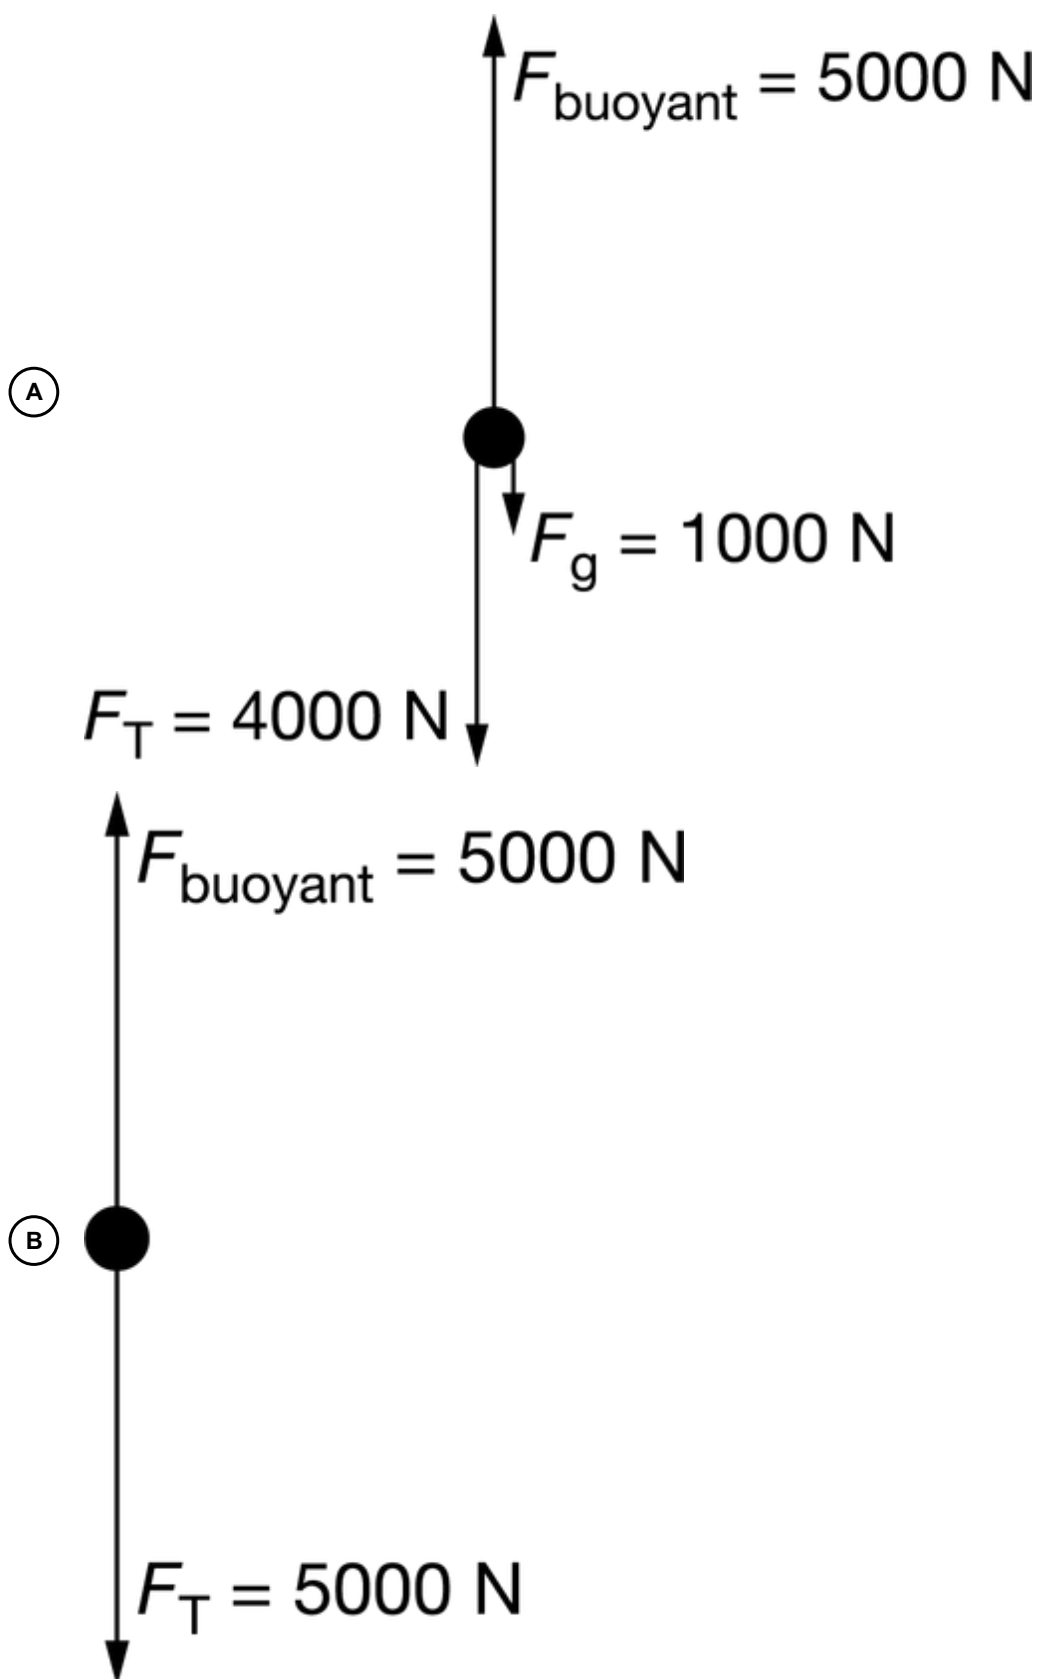 F_buoyant = 5000 N
A
F_g = 1000 N
F_T = 4000 N
F_buoyant = 5000 N
B
F_T = 5000 N